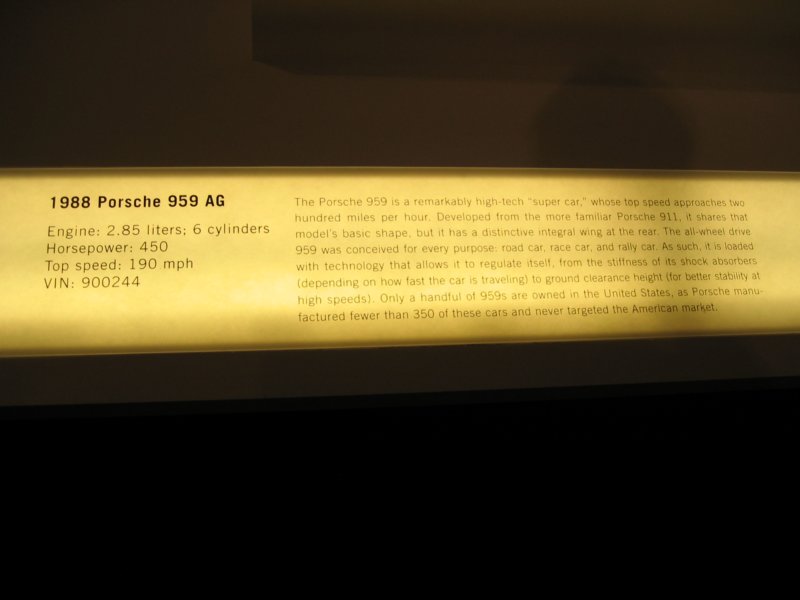 1988 Porsche 959 AG
Engine: 2.85 liters; 6 cylinders
Horsepower: 450
Top speed: 190 mph
VIN: 900244
The Porsche 959 is a remarkably high-tech "super car," whose top speed approaches two
hundred miles per hour. Developed from the more familiar Porsche 911, it shares that
model's basic shape, but it has a distinctive integral wing at the rear. The all-wheel drive
959 was conceived for every purpose: road car, race car, and rally car. As such, it is loaded
with technology that allows it to regulate itself, from the stiffness of its shock absorbers
(depending on how fast the car is traveling) to ground clearance height (for better stability at
high speeds). Only a handful of 959s are owned in the United States, as Porsche manu-
factured fewer than 350 of these cars and never targeted the American market.